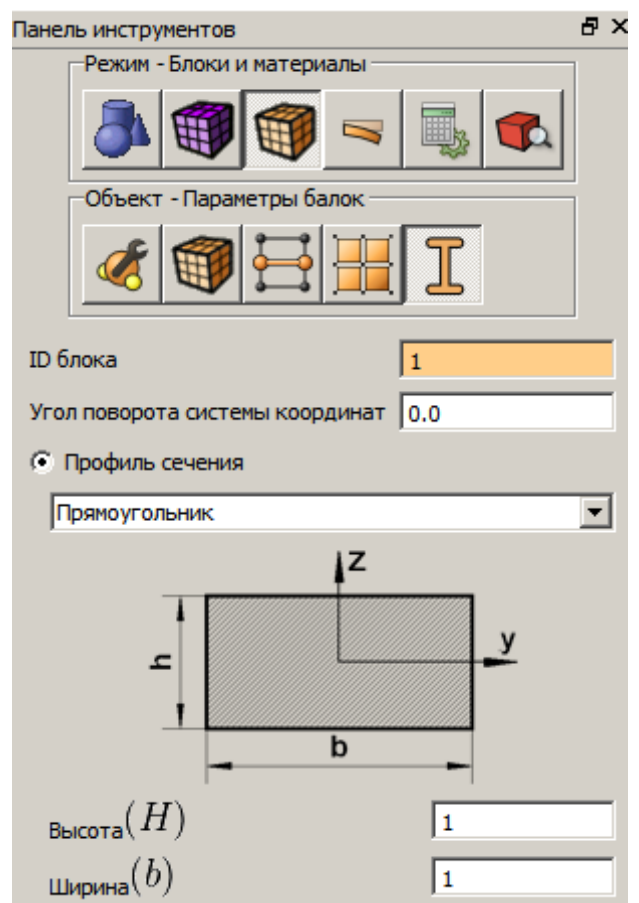 Панель инструментов
Режим - Блоки и материалы
Объект - Параметры балок
ID блока 1
Угол поворота системы координат 0.0
Профиль сечения
Прямоугольник
z
y
h
b
Высота(H) 1
Ширина(b) 1